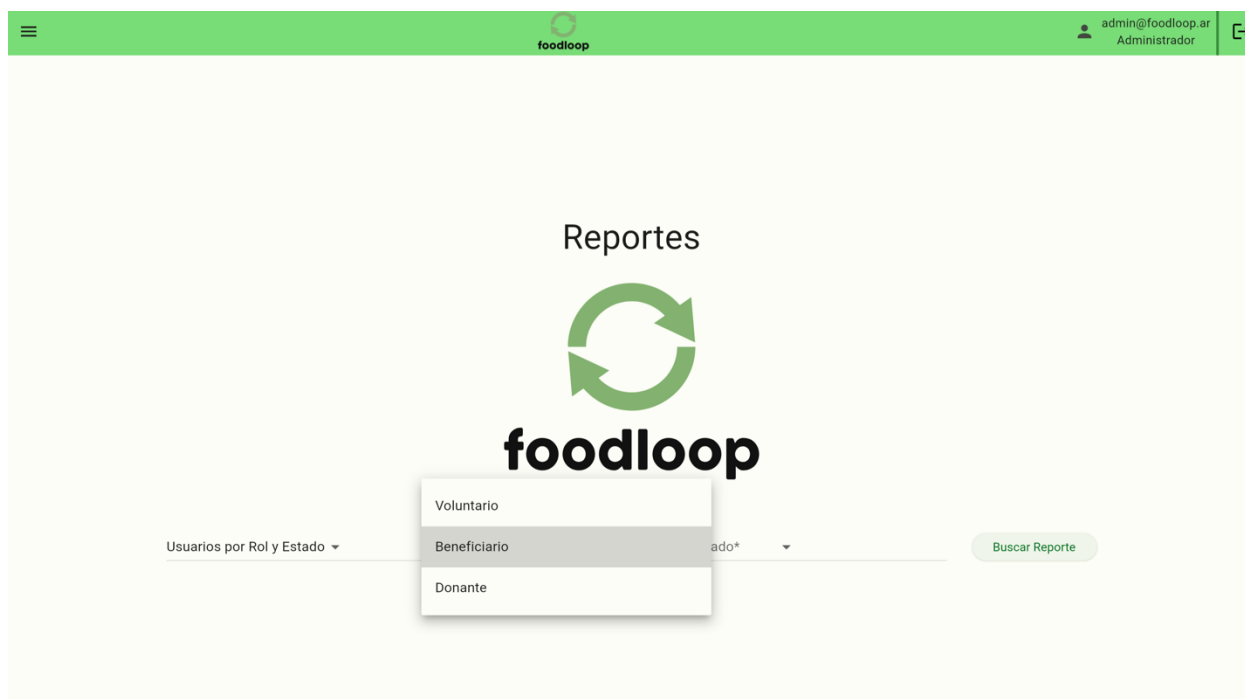 foodloop
admin@foodloop.ar
Administrador
Reportes
foodloop
Voluntario
Usuarios por Rol y Estado
Beneficiario
ado*
Buscar Reporte
Donante